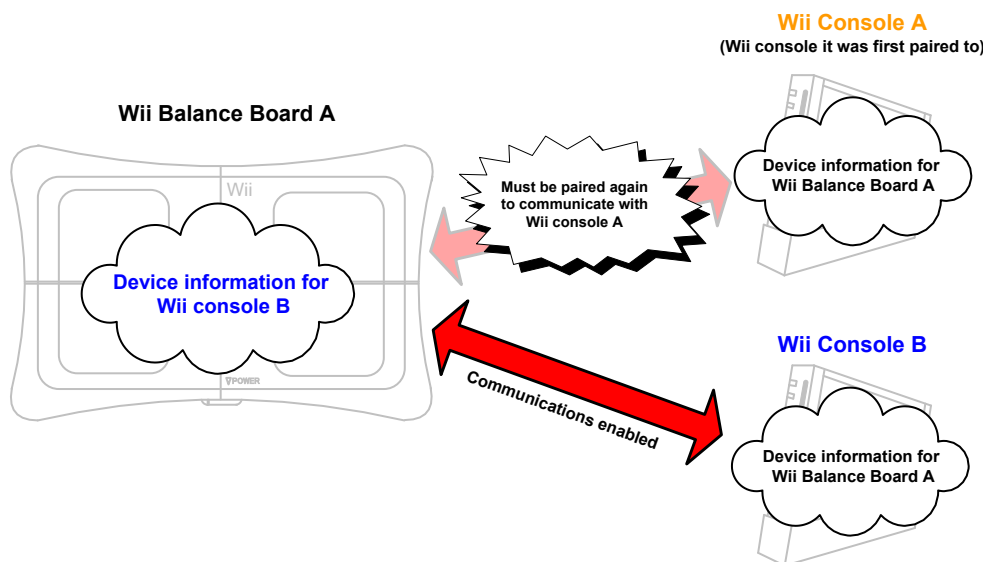 Wii Console A
(Wii console it was first paired to)
Wii Balance Board A
Device information for
Wii Balance Board A
Must be paired again
to communicate with
Wii console A
Wii
Device information for
Wii console B
POWER
Communications enabled
Wii Console B
Device information for
Wii Balance Board A